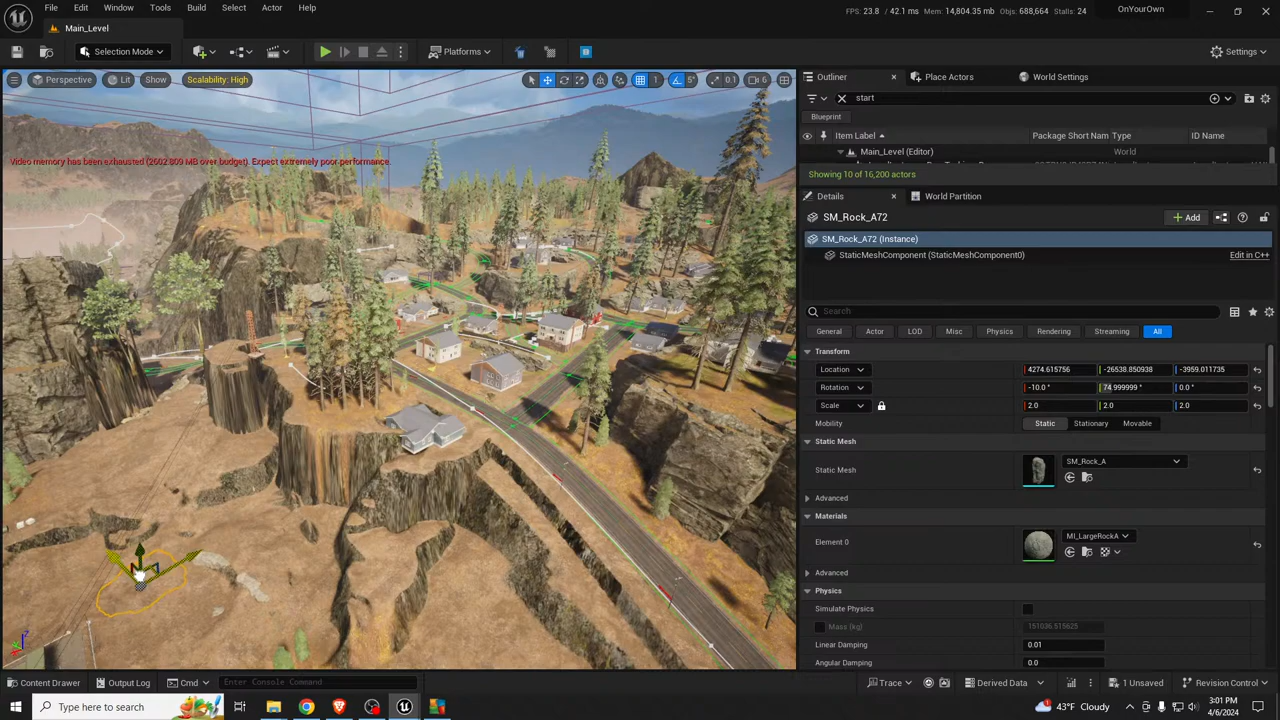 File Edit Window Tools Build Select Actor Help
FPS: 23.8 / 42.1 ms Mem: 14,804.35 mb Objs: 688,664 Stalls: 24
OnYourOwn
Main_Level
Selection Mode
Platforms
Settings
Perspective Lit Show Scalability: High
1 5° 0.1 6
Outliner Place Actors World Settings
start
Blueprint
Item Label Package Short Nam Type ID Name
Main_Level (Editor) World
Video memory has been exhausted (2602.809 MB over budget). Expect extremely poor performance.
Showing 10 of 16,200 actors
Details World Partition
SM_Rock_A72
Add
SM_Rock_A72 (Instance)
StaticMeshComponent (StaticMeshComponent0) Edit in C++
Search
General Actor LOD Misc Physics Rendering Streaming All
Transform
Location 4274.615756 -26538.850938 -3959.011735
Rotation -10.0 ° 74.999999 ° 0.0 °
Scale 2.0 2.0 2.0
Mobility Static Stationary Movable
Static Mesh
Static Mesh SM_Rock_A
Advanced
Materials
Element 0 MI_LargeRockA
Advanced
Physics
Simulate Physics
Mass (kg) 151036.515625
Linear Damping 0.01
Angular Damping 0.0
Content Drawer Output Log Cmd Enter Console Command
Trace Derived Data 1 Unsaved Revision Control
Type here to search
43°F Cloudy
3:01 PM
4/6/2024